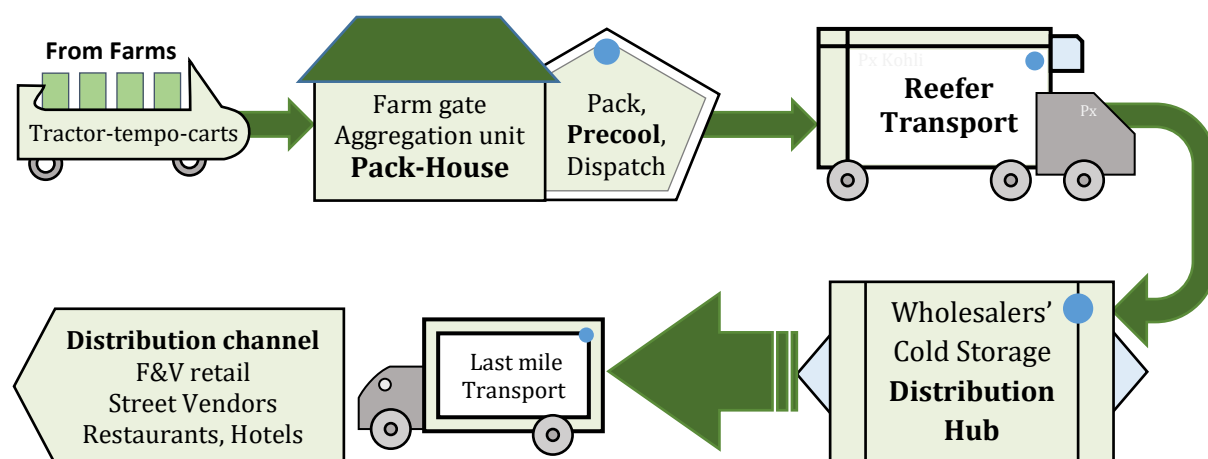 From Farms
Tractor-tempo-carts
Farm gate
Aggregation unit
Pack-House
Pack,
Precool,
Dispatch
Px Kohli
Reefer
Transport
Px
Wholesalers’
Cold Storage
Distribution
Hub
Last mile
Transport
Distribution channel
F&V retail
Street Vendors
Restaurants, Hotels